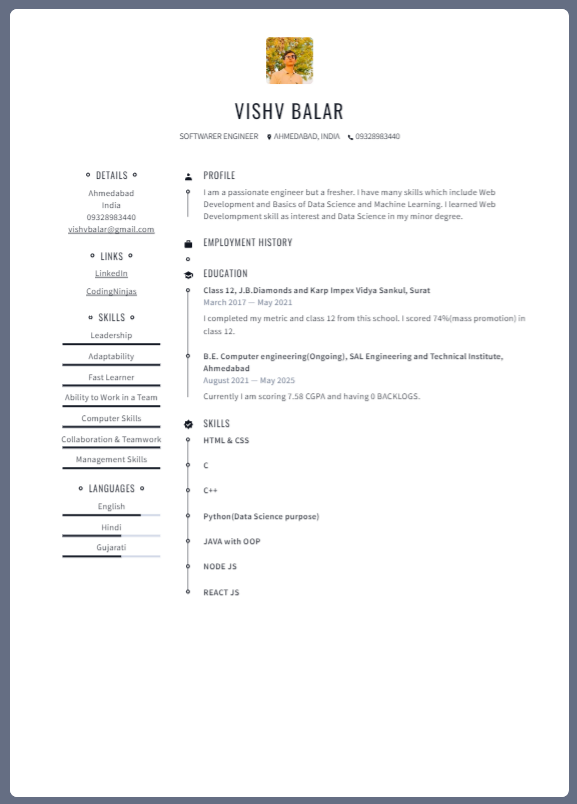 VISHV BALAR
SOFTWARER ENGINEER AHMEDABAD, INDIA 09328983440
DETAILS
Ahmedabad
India
09328983440
vishvbalar@gmail.com
LINKS
LinkedIn
CodingNinjas
SKILLS
Leadership
Adaptability
Fast Learner
Ability to Work in a Team
Computer Skills
Collaboration & Teamwork
Management Skills
LANGUAGES
English
Hindi
Gujarati
PROFILE
I am a passionate engineer but a fresher. I have many skills which include Web
Development and Basics of Data Science and Machine Learning. I learned Web
Develompment skill as interest and Data Science in my minor degree.
EMPLOYMENT HISTORY
EDUCATION
Class 12, J.B.Diamonds and Karp Impex Vidya Sankul, Surat
March 2017 — May 2021
I completed my metric and class 12 from this school. I scored 74%(mass promotion) in
class 12.
B.E. Computer engineering(Ongoing), SAL Engineering and Technical Institute,
Ahmedabad
August 2021 — May 2025
Currently I am scoring 7.58 CGPA and having 0 BACKLOGS.
SKILLS
HTML & CSS
C
C++
Python(Data Science purpose)
JAVA with OOP
NODE JS
REACT JS